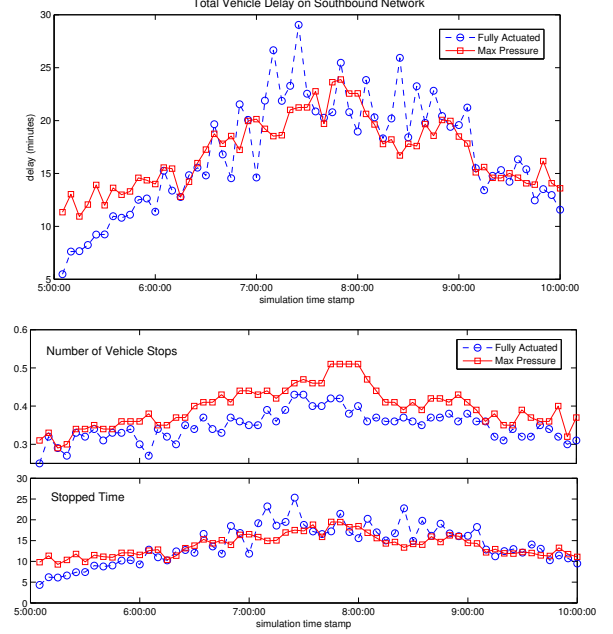 Total Vehicle Delay on Southbound Network
30
25
20
15
10
5
delay (minutes)
Fully Actuated
Max Pressure
5:00:00 6:00:00 7:00:00 8:00:00 9:00:00 10:00:00
simulation time stamp
0.6
0.5
0.4
0.3
Number of Vehicle Stops
Fully Actuated
Max Pressure
30
25
20
15
10
5
0
Stopped Time
5:00:00 6:00:00 7:00:00 8:00:00 9:00:00 10:00:00
simulation time stamp